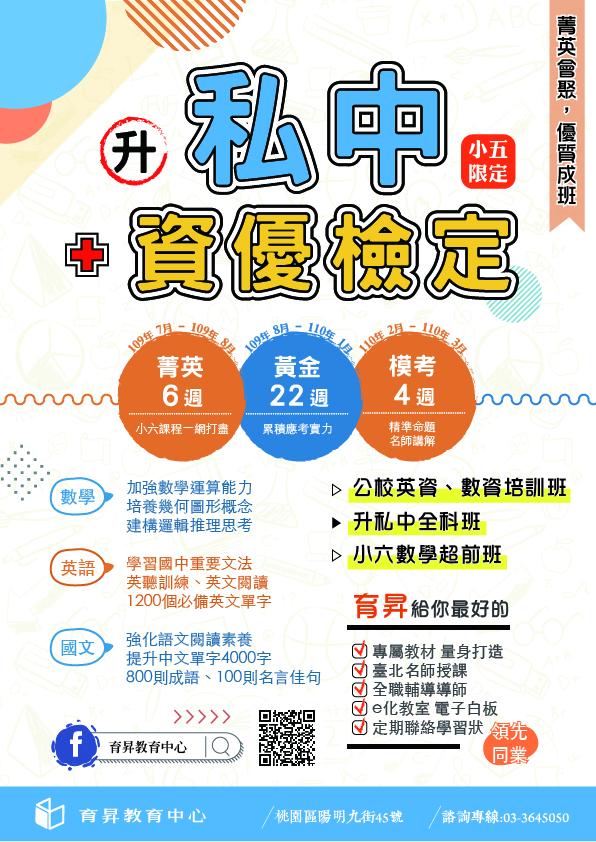 菁英會聚，優質成班
升
私中
小五
限定
+資優檢定
109年 7月 - 109年 8月
菁英
6週
小六課程一網打盡
109年 8月 - 110年 1月
黃金
22週
累積應考實力
110年 2月 - 110年 3月
模考
4週
精準命題
名師講解
數學
加強數學運算能力
培養幾何圖形概念
建構邏輯推理思考
英語
學習國中重要文法
英聽訓練、英文閱讀
1200個必備英文單字
國文
強化語文閱讀素養
提升中文單字4000字
800則成語、100則名言佳句
公校英資、數資培訓班
升私中全科班
小六數學超前班
育昇給你最好的
專屬教材 量身打造
臺北名師授課
全職輔導導師
e化教室 電子白板
定期聯絡學習狀
領先
同業
f
育昇教育中心
育昇教育中心
桃園區陽明九街45號
諮詢專線:03-3645050